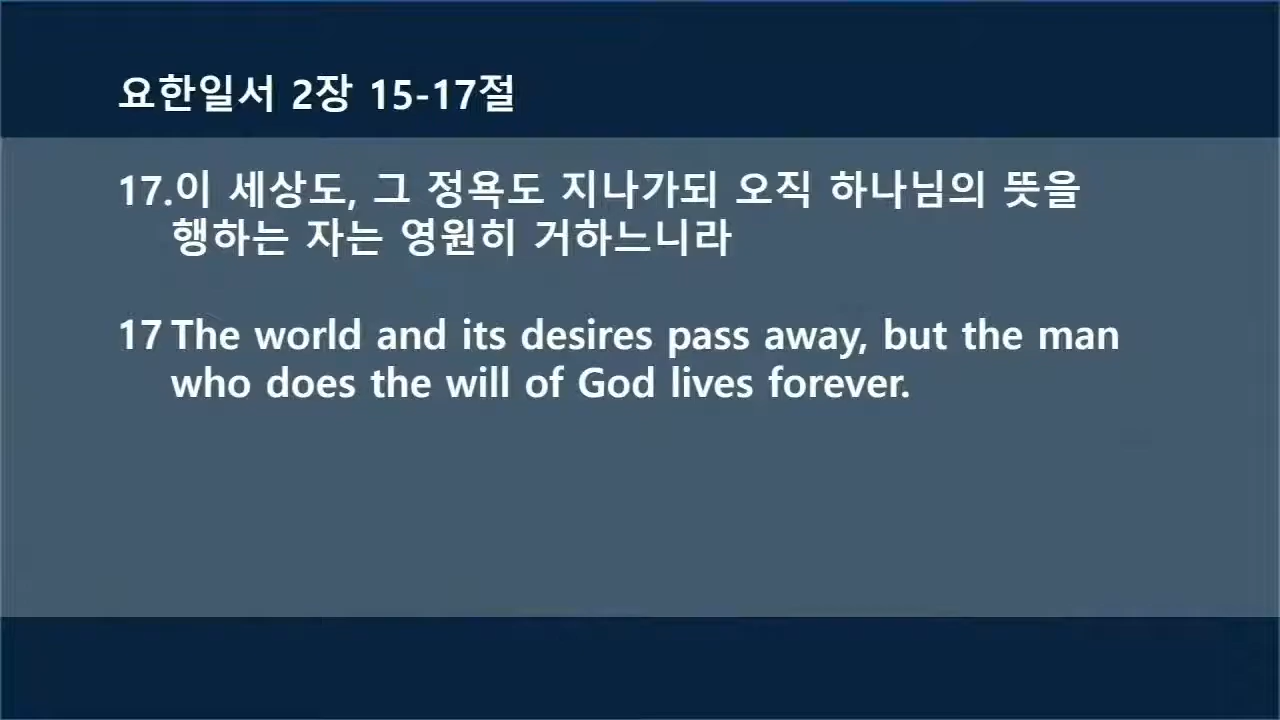 요한일서 2장 15-17절
17.이 세상도, 그 정욕도 지나가되 오직 하나님의 뜻을
행하는 자는 영원히 거하느니라
17 The world and its desires pass away, but the man
who does the will of God lives forever.